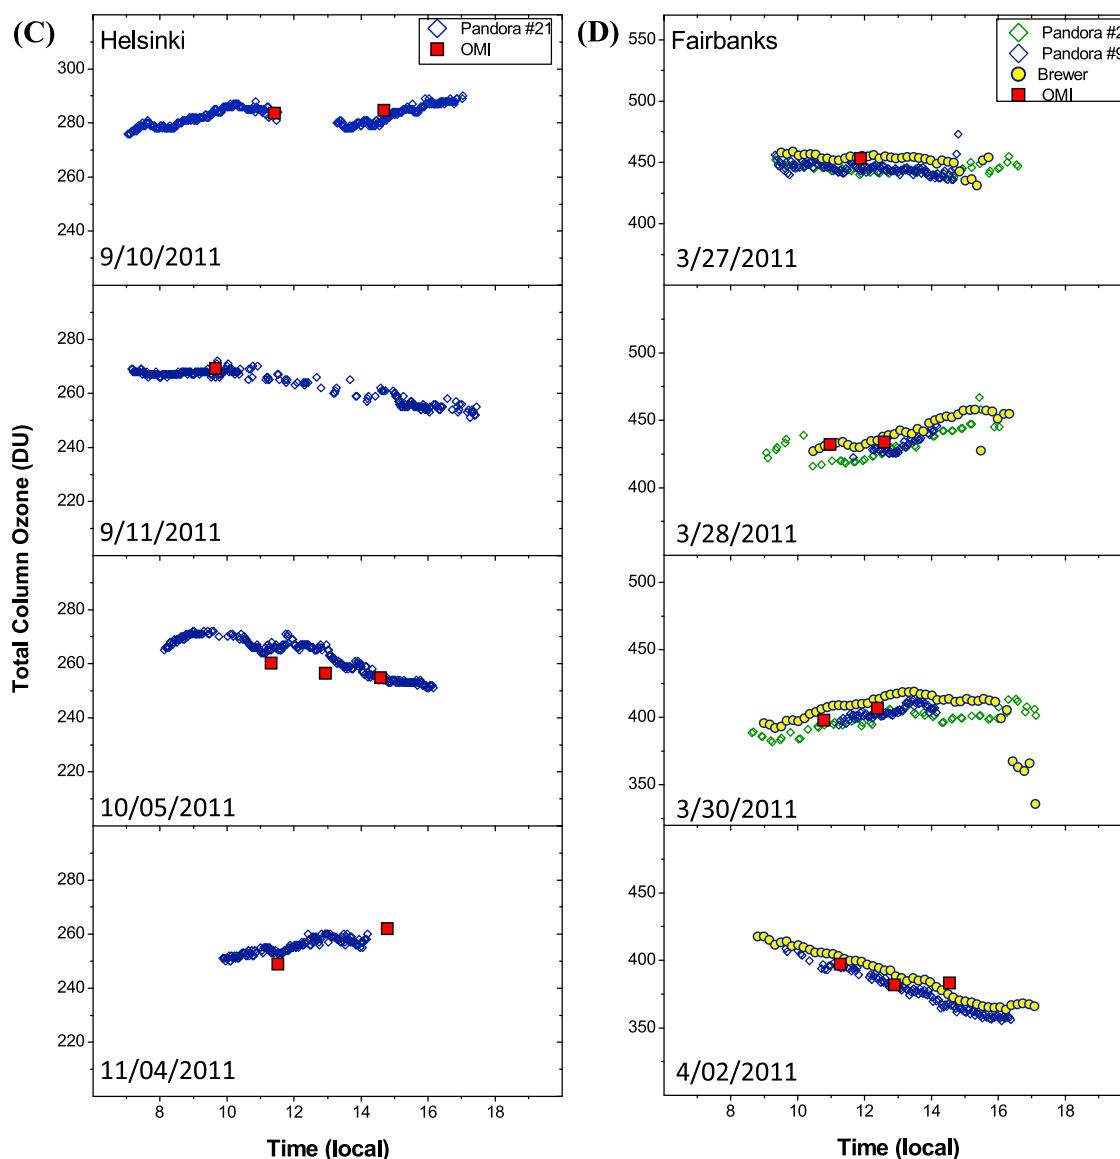 (C)
Helsinki
Pandora #21
OMI
300
280
260
240
9/10/2011
280
260
240
220
9/11/2011
280
260
240
220
10/05/2011
280
260
240
220
11/04/2011
8 10 12 14 16 18
Time (local)
Total Column Ozone (DU)
(D)
Fairbanks
Pandora #2
Pandora #9
Brewer
OMI
550
500
450
400
3/27/2011
500
450
400
3/28/2011
500
450
400
350
3/30/2011
450
400
350
4/02/2011
8 10 12 14 16 18
Time (local)